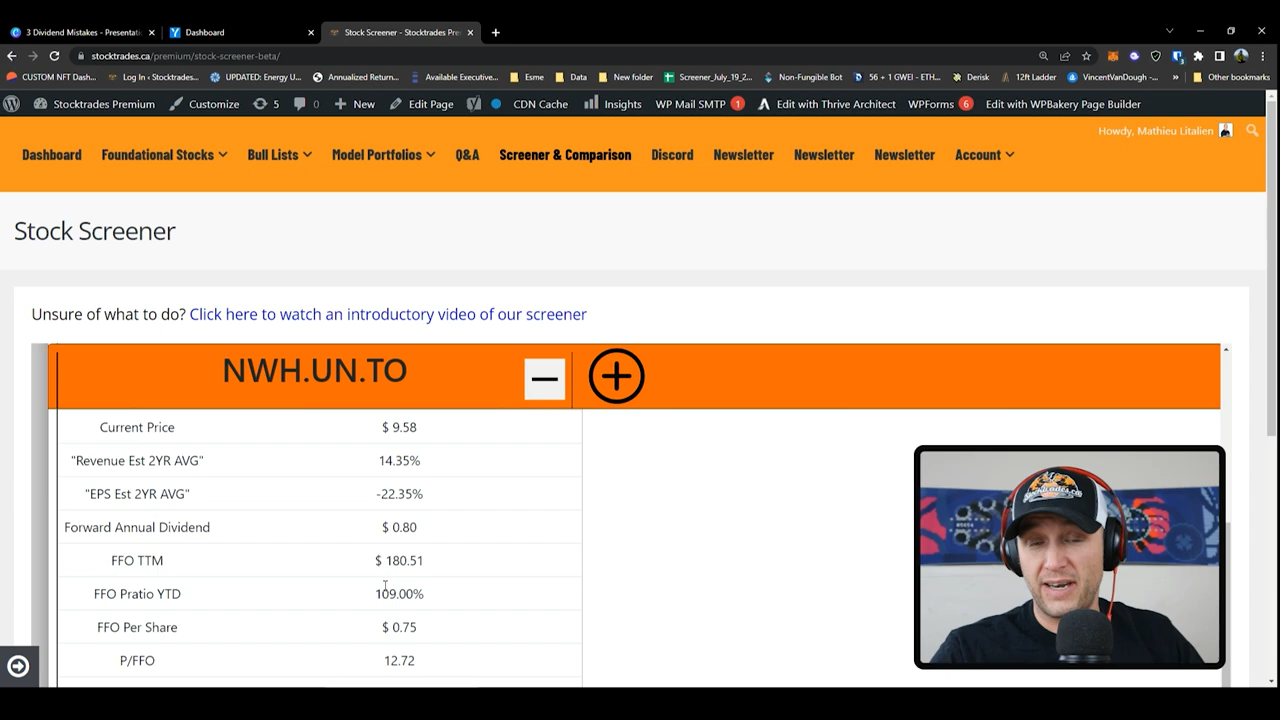 3 Dividend Mistakes - Presentati
Dashboard
Stock Screener - Stocktrades Pre
stocktrades.ca/premium/stock-screener-beta/
CUSTOM NFT Dash...
Log In ‹ Stocktrades...
UPDATED: Energy U...
Annualized Return...
Available Executive...
Esme
Data
New folder
Screener_July_19_2...
Non-Fungible Bot
56 + 1 GWEI - ETH...
Derisk
12ft Ladder
VincentVanDough -...
»
Other bookmarks
Stocktrades Premium
Customize
5
0
New
Edit Page
CDN Cache
Insights
WP Mail SMTP 1
Edit with Thrive Architect
WPForms 6
Edit with WPBakery Page Builder
Howdy, Mathieu Litalien
Dashboard
Foundational Stocks
Bull Lists
Model Portfolios
Q&A
Screener & Comparison
Discord
Newsletter
Newsletter
Newsletter
Account
Stock Screener
Unsure of what to do? Click here to watch an introductory video of our screener
NWH.UN.TO
Current Price $ 9.58
"Revenue Est 2YR AVG" 14.35%
"EPS Est 2YR AVG" -22.35%
Forward Annual Dividend $ 0.80
FFO TTM $ 180.51
FFO Pratio YTD 109.00%
FFO Per Share $ 0.75
P/FFO 12.72